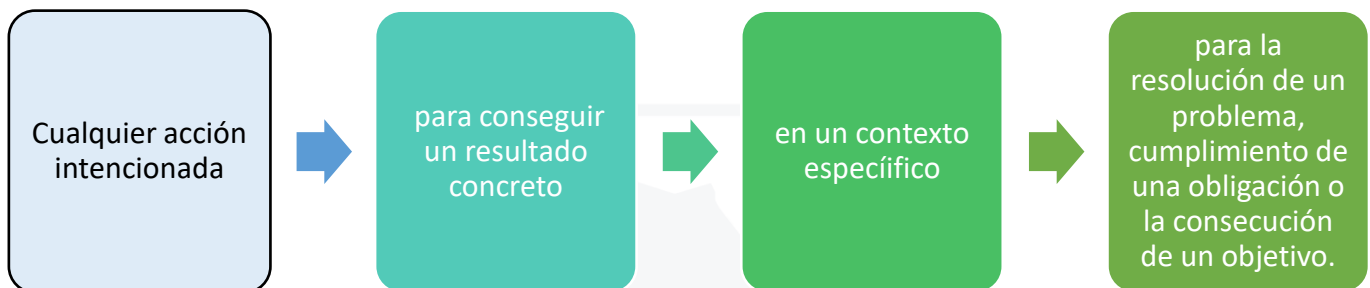 Cualquier acción
intencionada
para conseguir
un resultado
concreto
en un contexto
especíifico
para la
resolución de un
problema,
cumplimiento de
una obligación o
la consecución
de un objetivo.